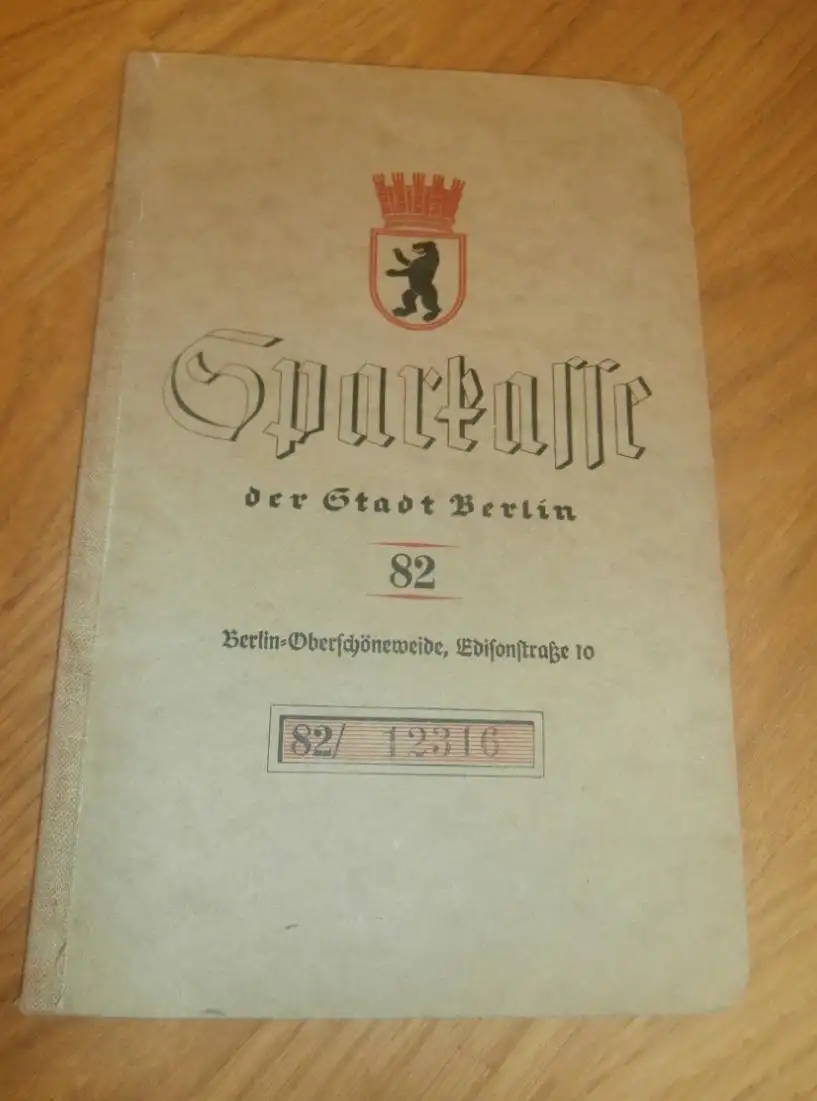 Sparkasse
der Stadt Berlin
82
Berlin=Oberschöneweide, Edisonstraße 10
82/ 12316